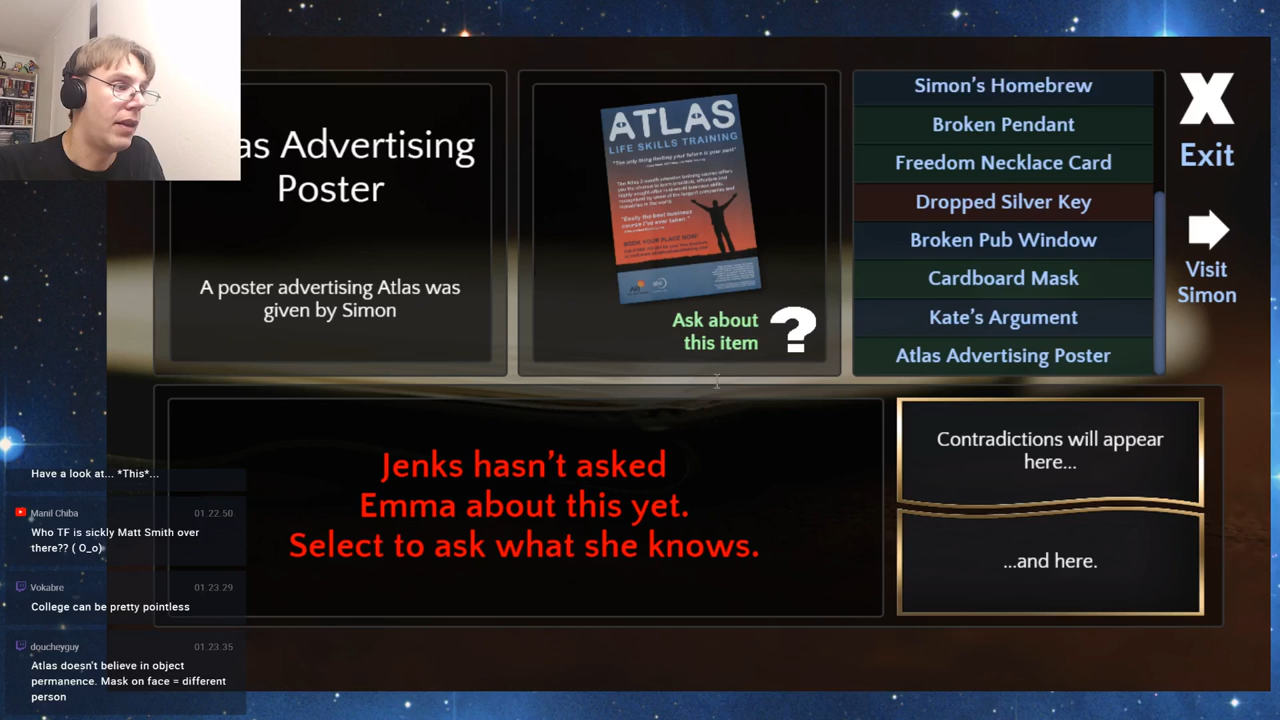 as Advertising
Poster
A poster advertising Atlas was
given by Simon
ATLAS
LIFE SKILLS TRAINING
BOOK YOUR PLACE NOW!
Ask about
this item
?
Simon's Homebrew
Broken Pendant
Freedom Necklace Card
Dropped Silver Key
Broken Pub Window
Cardboard Mask
Kate's Argument
Atlas Advertising Poster
X
Exit
Visit
Simon
Jenks hasn't asked
Emma about this yet.
Select to ask what she knows.
Contradictions will appear
here...
...and here.
Have a look at... *This*...
Manil Chiba 01.22.50
Who TF is sickly Matt Smith over
there?? ( O_o)
Vokabre 01.23.29
College can be pretty pointless
doucheyguy 01.23.35
Atlas doesn't believe in object
permanence. Mask on face = different
person